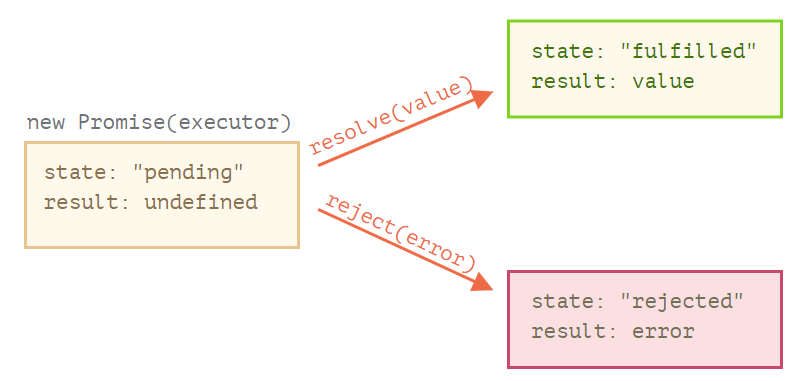 new Promise(executor)
state: "pending"
result: undefined
resolve(value)
reject(error)
state: "fulfilled"
result: value
state: "rejected"
result: error